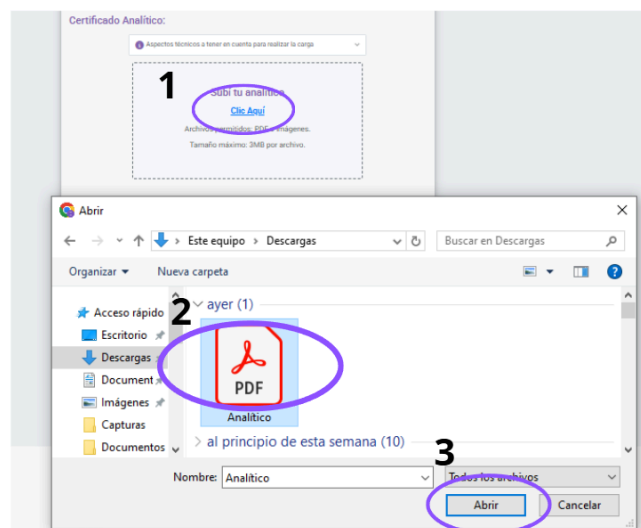 Certificado Analítico:
Aspectos técnicos a tener en cuenta para realizar la carga.
1
Subí tu analítico
Clic Aquí
Archivos permitidos: PDF o imágenes.
Tamaño máximo: 3MB por archivo.
Abrir
Este equipo > Descargas
Buscar en Descargas
Organizar
Nueva carpeta
Acceso rápido
Escritorio
Descargas
Document
Imágenes
Capturas
Documentos
2
ayer (1)
PDF
Analítico
al principio de esta semana (10)
3
Nombre: Analítico
Todos los archivos
Abrir
Cancelar